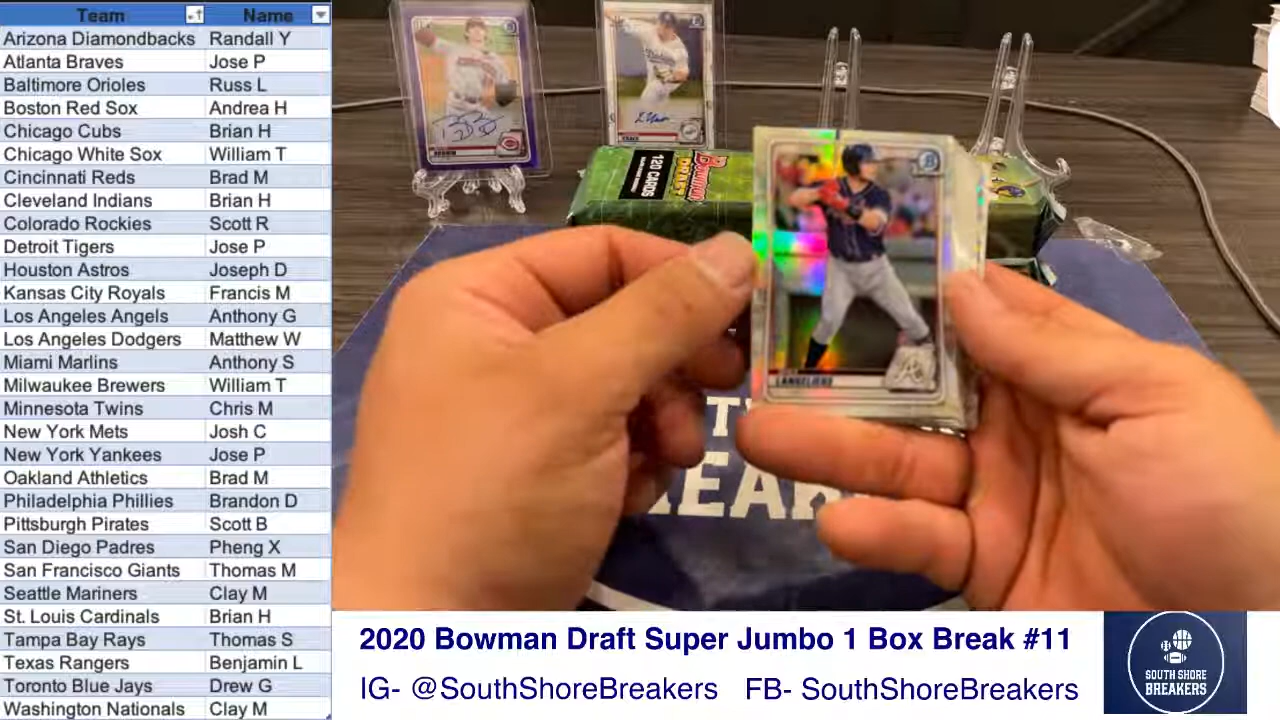 Team Name
Arizona Diamondbacks Randall Y
Atlanta Braves Jose P
Baltimore Orioles Russ L
Boston Red Sox Andrea H
Chicago Cubs Brian H
Chicago White Sox William T
Cincinnati Reds Brad M
Cleveland Indians Brian H
Colorado Rockies Scott R
Detroit Tigers Jose P
Houston Astros Joseph D
Kansas City Royals Francis M
Los Angeles Angels Anthony G
Los Angeles Dodgers Matthew W
Miami Marlins Anthony S
Milwaukee Brewers William T
Minnesota Twins Chris M
New York Mets Josh C
New York Yankees Jose P
Oakland Athletics Brad M
Philadelphia Phillies Brandon D
Pittsburgh Pirates Scott B
San Diego Padres Pheng X
San Francisco Giants Thomas M
Seattle Mariners Clay M
St. Louis Cardinals Brian H
Tampa Bay Rays Thomas S
Texas Rangers Benjamin L
Toronto Blue Jays Drew G
Washington Nationals Clay M
120 CARDS
Bowman
DRAFT
LANGELIERS
2020 Bowman Draft Super Jumbo 1 Box Break #11
IG- @SouthShoreBreakers FB- SouthShoreBreakers
SOUTH SHORE
BREAKERS